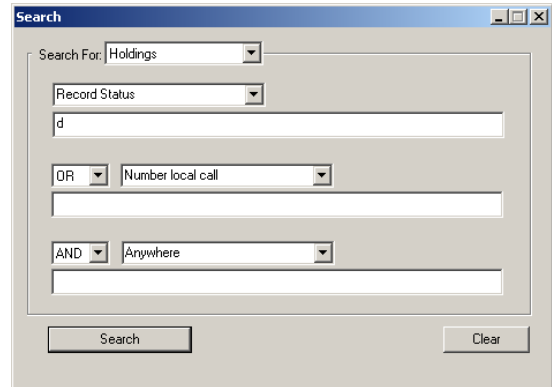 Search
Search For: Holdings
Record Status
d
OR Number local call
AND Anywhere
Search Clear